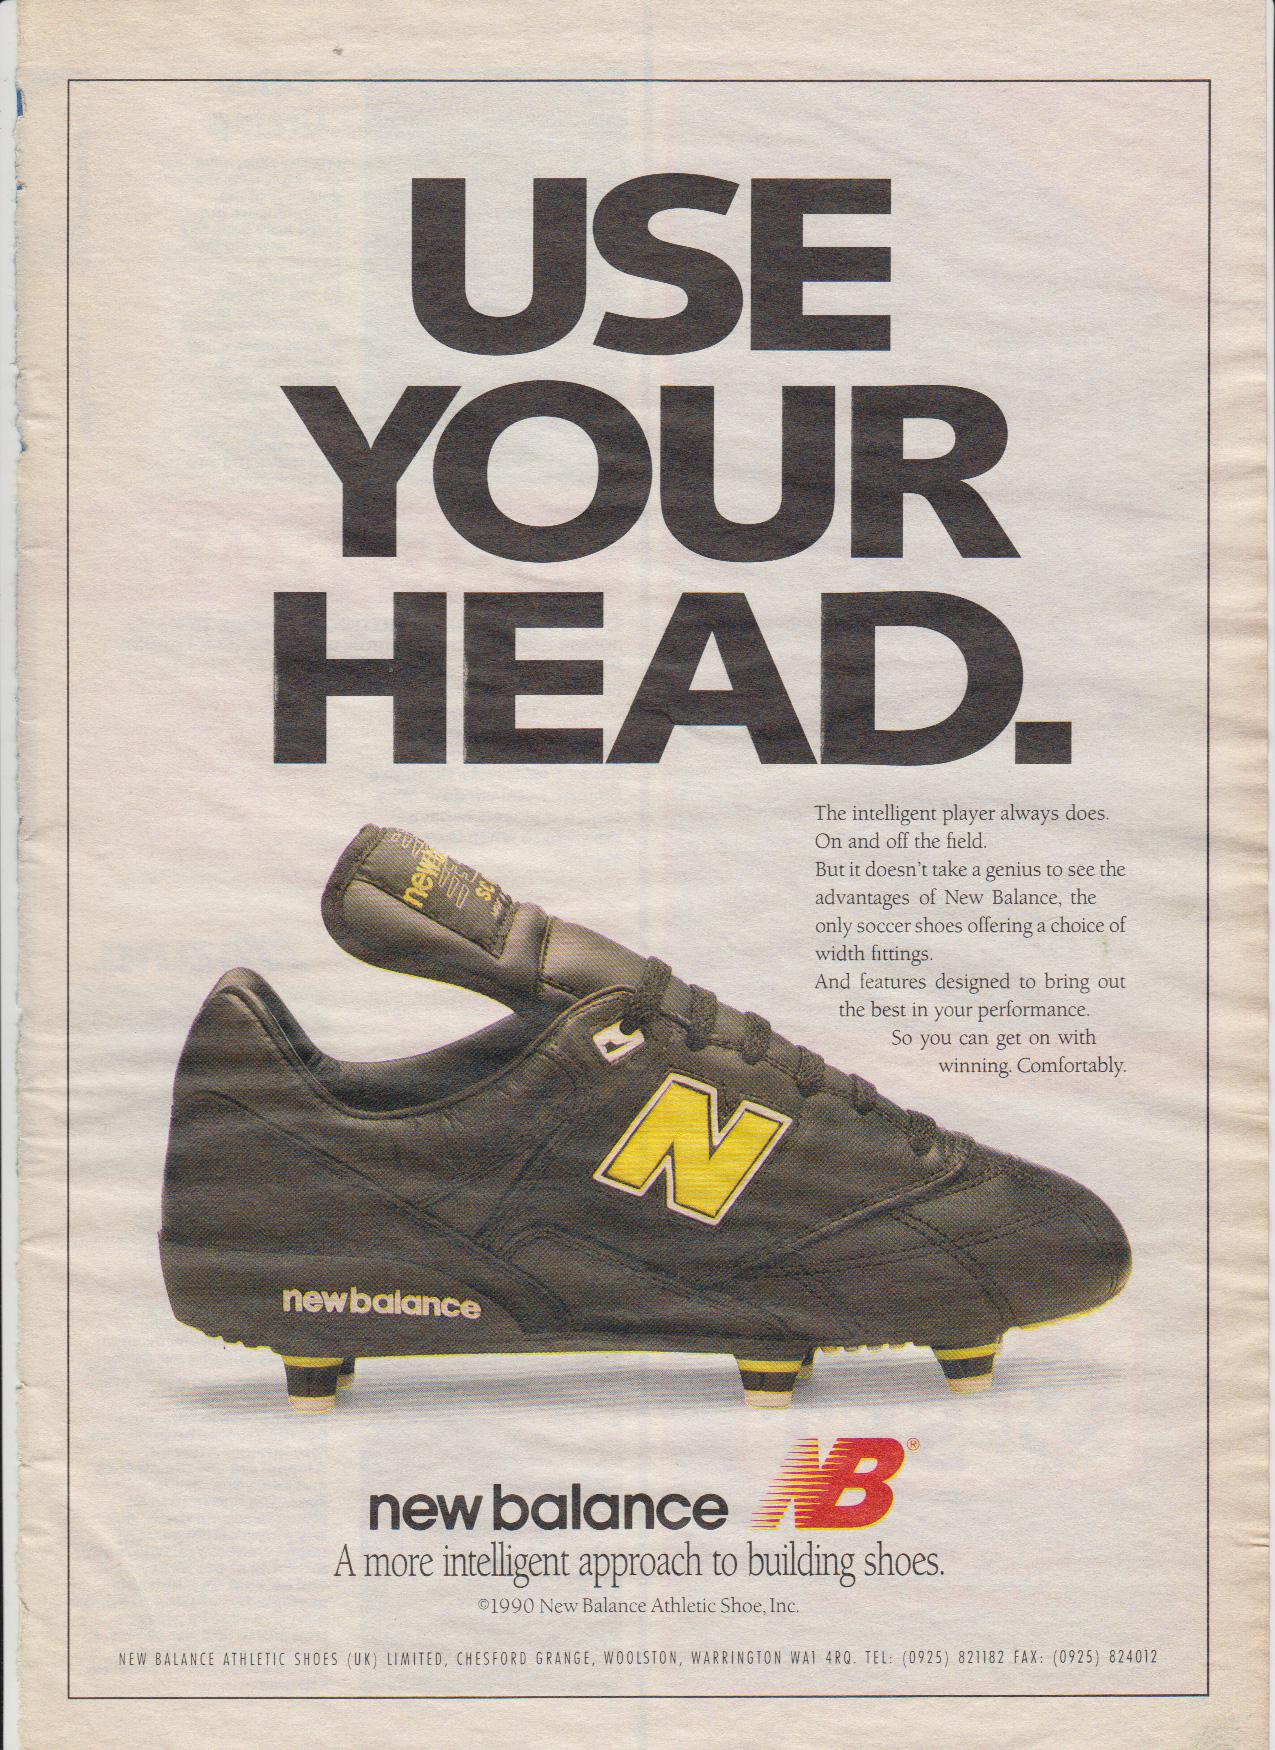 USE
YOUR
HEAD.
The intelligent player always does.
On and off the field.
But it doesn't take a genius to see the
advantages of New Balance, the
only soccer shoes offering a choice of
width fittings.
And features designed to bring out
the best in your performance.
So you can get on with
winning. Comfortably.
new
N
newbalance
new balance NB®
A more intelligent approach to building shoes.
©1990 New Balance Athletic Shoe, Inc.
NEW BALANCE ATHLETIC SHOES (UK) LIMITED, CHESFORD GRANGE, WOOLSTON, WARRINGTON WA1 4RQ. TEL: (0925) 821182 FAX: (0925) 824012